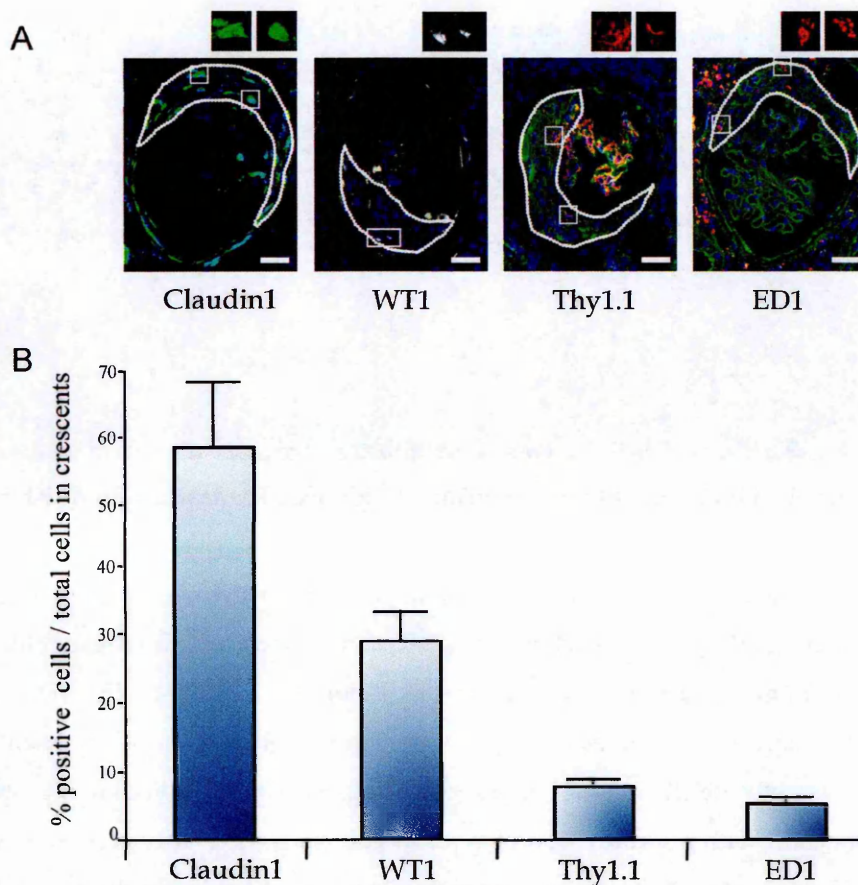 A
Claudin1 WT1 Thy1.1 ED1
B
% positive cells / total cells in crescents
70
60
50
40
30
20
10
0
Claudin1 WT1 Thy1.1 ED1